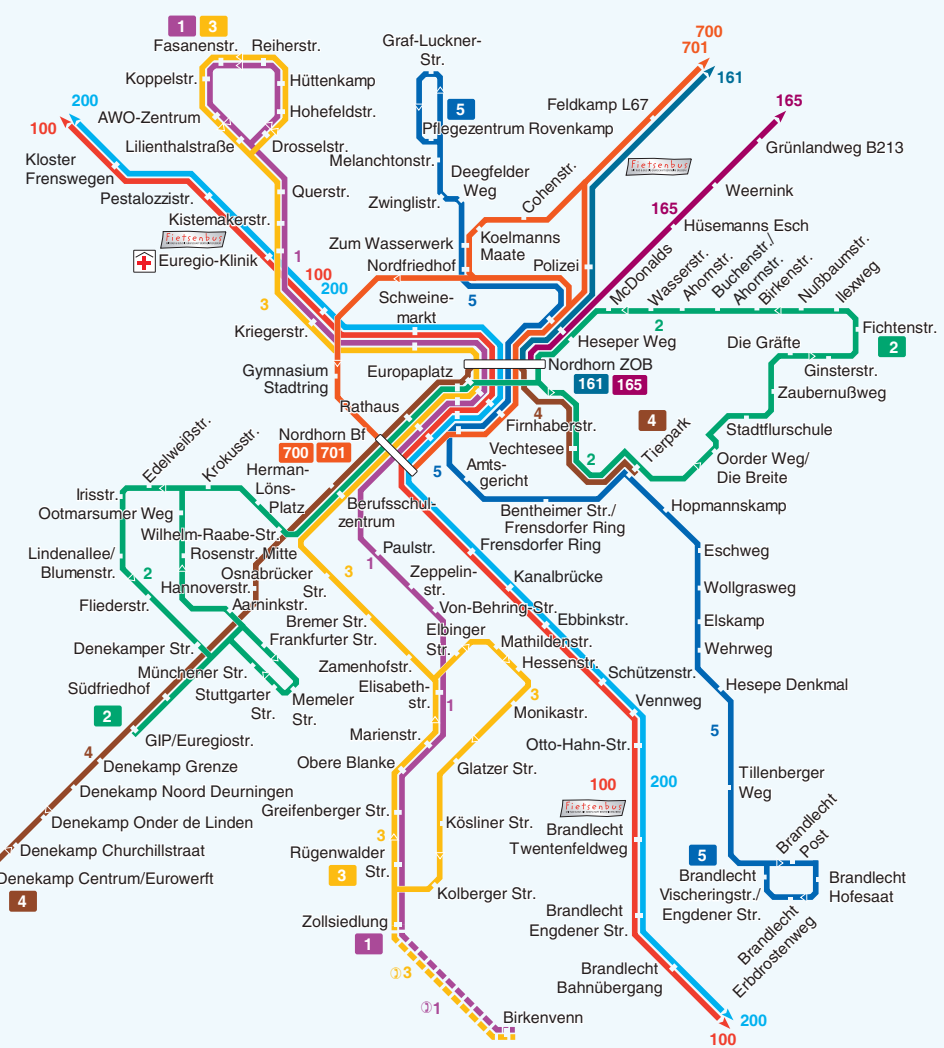 1 3
Fasanenstr. Reiherstr.
Koppelstr.
Hüttenkamp
Hohefeldstr.
AWO-Zentrum
Lilienthalstraße
Drosselstr.
200
100
Kloster
Frenswegen
Pestalozzistr.
Querstr.
Kistemakerstr.
Fietsenbus
Euregio-Klinik
1
100
200
3
Kriegerstr.
Graf-Luckner-
Str.
5
Pflegezentrum Rovenkamp
Melanchtonstr.
Deegfelder
Weg
Zwinglistr.
Cohenstr.
Zum Wasserwerk
Koelmanns
Maate
Nordfriedhof
5
Schweine-
markt
Polizei
700
701
161
Feldkamp L67
Fietsenbus
165
Grünlandweg B213
Weernink
165
Hüsemanns Esch
McDonalds
Wasserstr.
Ahornstr.
Buchenstr./
Ahornstr.
Birkenstr.
Nußbaumstr.
Ilexweg
2
Fichtenstr.
2
Heseper Weg
Die Gräfte
Ginsterstr.
Zaubernußweg
Stadtflurschule
Oorder Weg/
Die Breite
Gymnasium
Stadtring
Europaplatz
Nordhorn ZOB
161 165
Rathaus
4
4
Firnhaberstr.
Tierpark
Vechtesee
2
Nordhorn Bf
700 701
5
Amts-
gericht
Bentheimer Str./
Frensdorfer Ring
Hopmannskamp
Edelweißstr.
Krokusstr.
Herman-
Löns-
Platz
Irisstr.
Ootmarsumer Weg
Berufsschul-
zentrum
Wilhelm-Raabe-Str.
Frensdorfer Ring
Rosenstr. Mitte
Lindenallee/
Blumenstr.
2
Paulstr.
1
Eschweg
Osnabrücker
Str.
3
Zeppelin-
str.
Kanalbrücke
Hannoverstr.
Wollgrasweg
Fliederstr.
Aarninkstr.
Von-Behring-Str.
Bremer Str.
Ebbinkstr.
Elskamp
Elbinger
Str.
Frankfurter Str.
Mathildenstr.
Denekamper Str.
Wehrweg
Zamenhofstr.
Hessenstr.
Münchener Str.
Schützenstr.
Südfriedhof
Stuttgarter
Str.
Memeler
Str.
Elisabeth-
str.
3
Hesepe Denkmal
1
Vennweg
2
Monikastr.
5
GIP/Euregiostr.
Marienstr.
Otto-Hahn-Str.
4
Denekamp Grenze
Obere Blanke
Glatzer Str.
Tillenberger
Weg
100
200
Denekamp Noord Deurningen
Fietsenbus
Greifenberger Str.
Kösliner Str.
Denekamp Onder de Linden
3
Brandlecht
Twentenfeldweg
Brandlecht
Post
Denekamp Churchillstraat
Rügenwalder
Str.
3
5
Brandlecht
Vischeringstr./
Engdener Str.
Brandlecht
Hofesaat
Denekamp Centrum/Eurowerft
4
Kolberger Str.
Brandlecht
Engdener Str.
Brandlecht
Erbdrostenweg
Zollsiedlung
1
3
Brandlecht
Bahnübergang
1
Birkenvenn
200
100